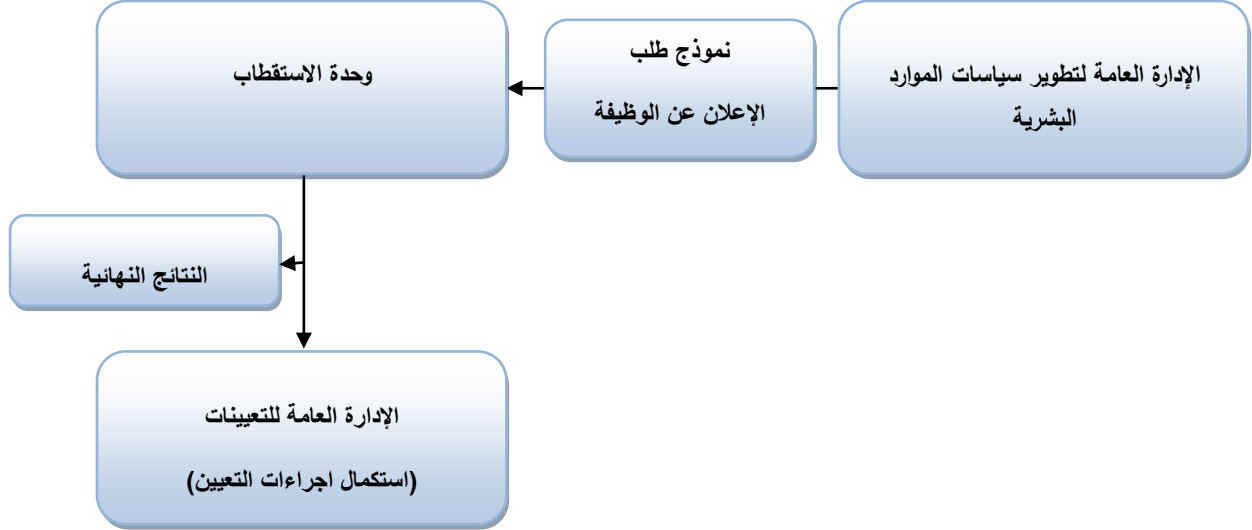 الإدارة العامة لتطوير سياسات الموارد
البشرية
نموذج طلب
الإعلان عن الوظيفة
وحدة الاستقطاب
النتائج النهائية
الإدارة العامة للتعيينات
(استكمال اجراءات التعيين)